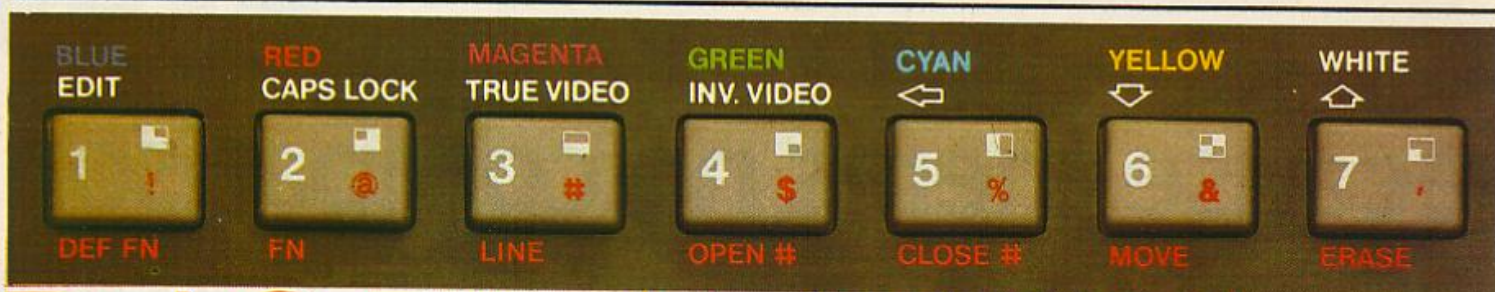 BLUE RED MAGENTA GREEN CYAN YELLOW WHITE
EDIT CAPS LOCK TRUE VIDEO INV. VIDEO ⇦ ⇩ ⇧
1 ! 2 @ 3 # 4 $ 5 % 6 & 7 '
DEF FN FN LINE OPEN # CLOSE # MOVE ERASE